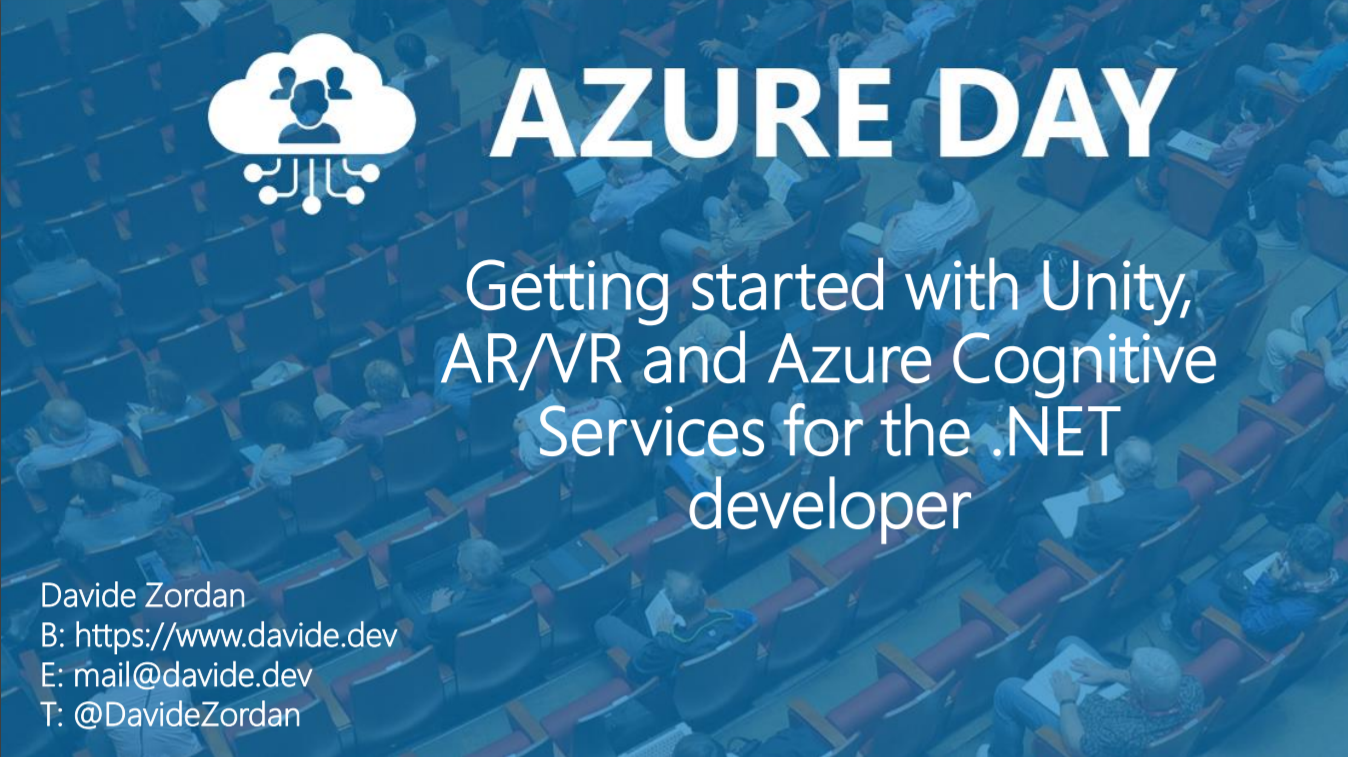 AZURE DAY
Getting started with Unity,
AR/VR and Azure Cognitive
Services for the .NET
developer
Davide Zordan
B: https://www.davide.dev
E: mail@davide.dev
T: @DavideZordan